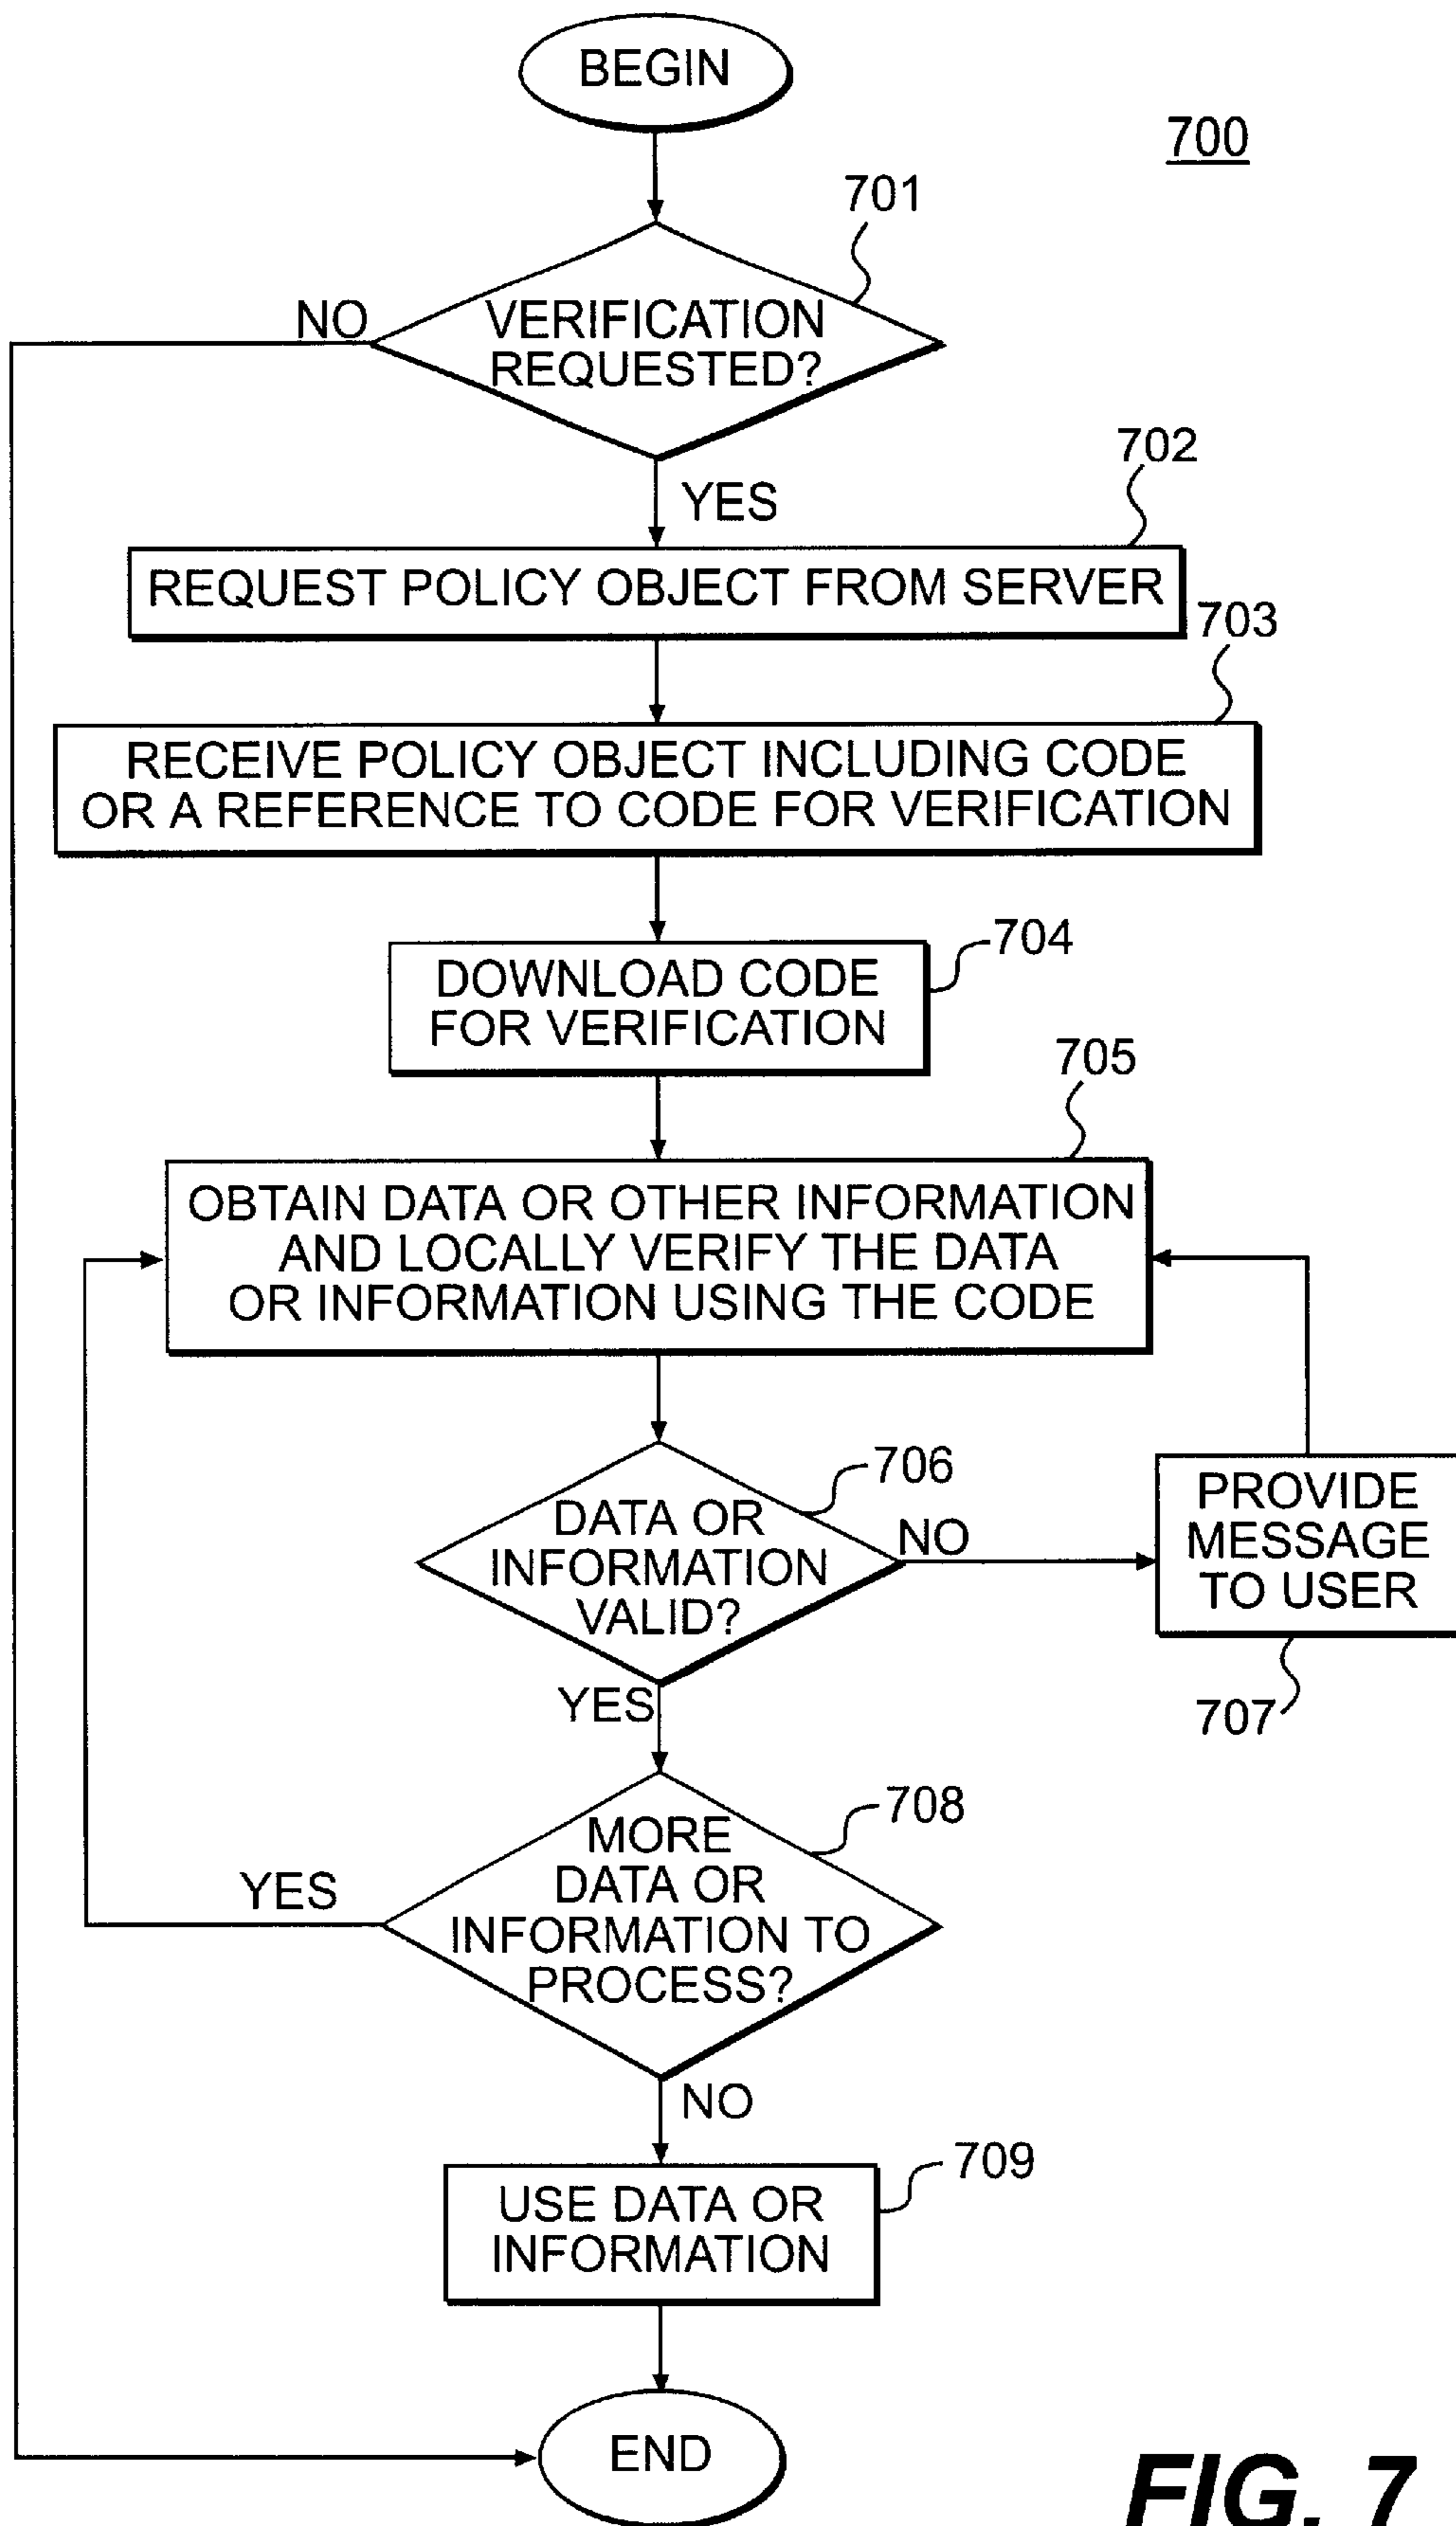 BEGIN
700
701
NO
VERIFICATION
REQUESTED?
702
YES
REQUEST POLICY OBJECT FROM SERVER
703
RECEIVE POLICY OBJECT INCLUDING CODE
OR A REFERENCE TO CODE FOR VERIFICATION
704
DOWNLOAD CODE
FOR VERIFICATION
705
OBTAIN DATA OR OTHER INFORMATION
AND LOCALLY VERIFY THE DATA
OR INFORMATION USING THE CODE
706
DATA OR
INFORMATION
VALID?
NO
PROVIDE
MESSAGE
TO USER
707
YES
708
MORE
DATA OR
INFORMATION TO
PROCESS?
YES
NO
709
USE DATA OR
INFORMATION
END
FIG. 7